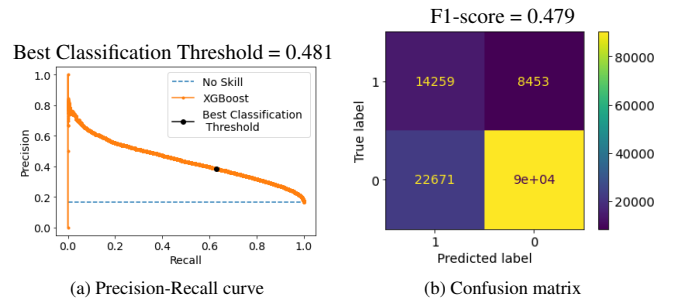 Best Classification Threshold = 0.481
1.0
0.8
0.6
0.4
0.2
0.0
Precision
No Skill
XGBoost
Best Classification
Threshold
0.0 0.2 0.4 0.6 0.8 1.0
Recall
(a) Precision-Recall curve
F1-score = 0.479
True label
1
0
14259 8453
22671 9e+04
1 0
Predicted label
80000
60000
40000
20000
(b) Confusion matrix